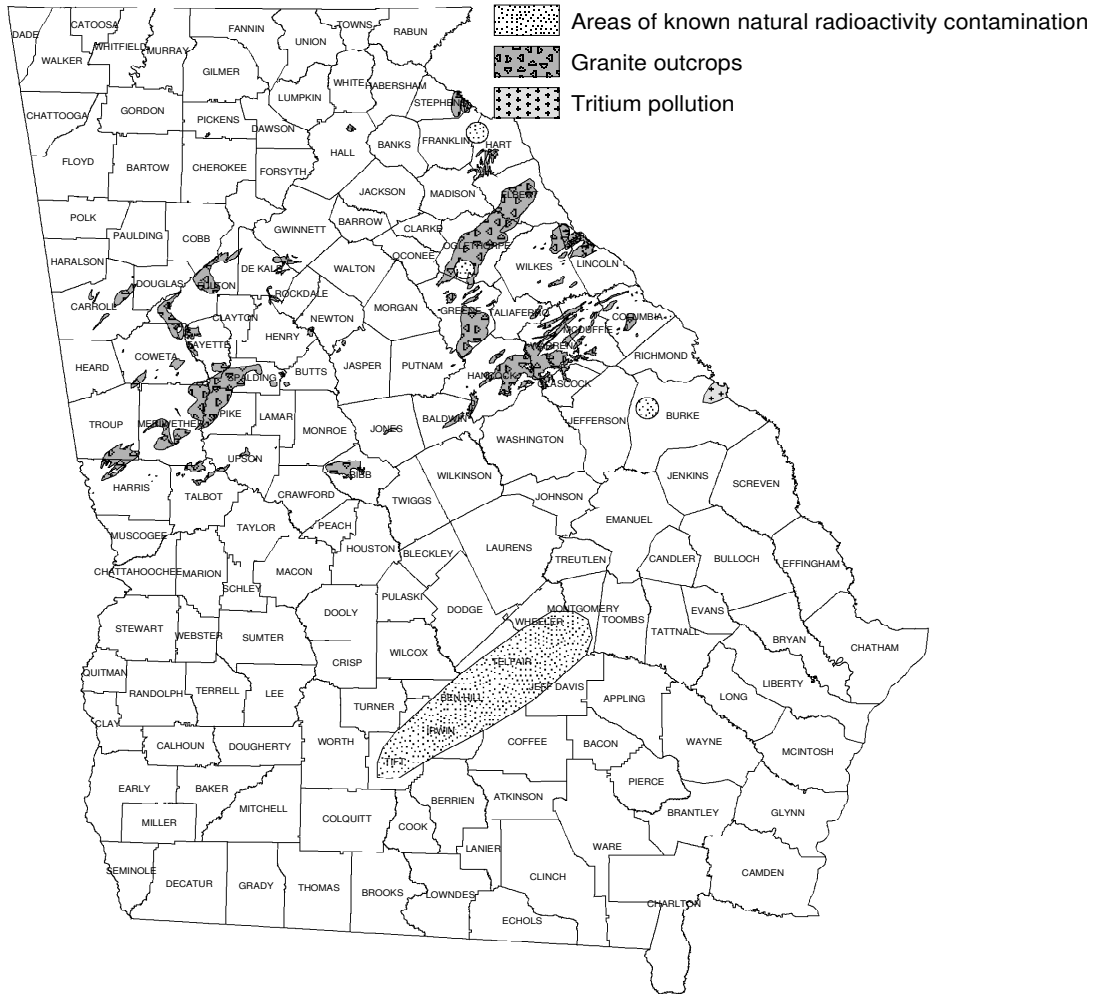 Areas of known natural radioactivity contamination
Granite outcrops
Tritium pollution
DADE
CATOOSA
WHITFIELD
MURRAY
WALKER
FANNIN
UNION
TOWNS
RABUN
GILMER
WHITE
HABERSHAM
LUMPKIN
STEPHENS
CHATTOOGA
GORDON
PICKENS
DAWSON
HALL
BANKS
FRANKLIN
HART
FLOYD
BARTOW
CHEROKEE
FORSYTH
JACKSON
MADISON
ELBERT
POLK
PAULDING
COBB
GWINNETT
BARROW
CLARKE
OCONEE
OGLETHORPE
HARALSON
DE KALB
WALTON
WILKES
LINCOLN
DOUGLAS
ROCKDALE
CARROLL
CLAYTON
NEWTON
MORGAN
GREENE
TALIAFERRO
COLUMBIA
MCDUFFIE
FAYETTE
HENRY
WARREN
RICHMOND
COWETA
HEARD
SPALDING
BUTTS
JASPER
PUTNAM
HANCOCK
GLASCOCK
TROUP
MERIWETHER
PIKE
LAMAR
MONROE
JONES
BALDWIN
WASHINGTON
JEFFERSON
BURKE
UPSON
BIBB
WILKINSON
JENKINS
SCREVEN
HARRIS
TALBOT
CRAWFORD
TWIGGS
JOHNSON
EMANUEL
MUSCOGEE
TAYLOR
PEACH
HOUSTON
BLECKLEY
LAURENS
TREUTLEN
CANDLER
BULLOCH
EFFINGHAM
CHATTAHOOCHEE
MARION
SCHLEY
MACON
DOOLY
PULASKI
DODGE
MONTGOMERY
WHEELER
TOOMBS
TATTNALL
EVANS
BRYAN
CHATHAM
STEWART
WEBSTER
SUMTER
CRISP
WILCOX
TELFAIR
QUITMAN
RANDOLPH
TERRELL
LEE
TURNER
BEN HILL
JEFF DAVIS
APPLING
LONG
LIBERTY
CLAY
CALHOUN
DOUGHERTY
WORTH
IRWIN
TIFT
COFFEE
BACON
WAYNE
MCINTOSH
EARLY
BAKER
MITCHELL
COLQUITT
COOK
BERRIEN
ATKINSON
PIERCE
BRANTLEY
GLYNN
MILLER
LANIER
WARE
SEMINOLE
DECATUR
GRADY
THOMAS
BROOKS
LOWNDES
CLINCH
ECHOLS
CAMDEN
CHARLTON